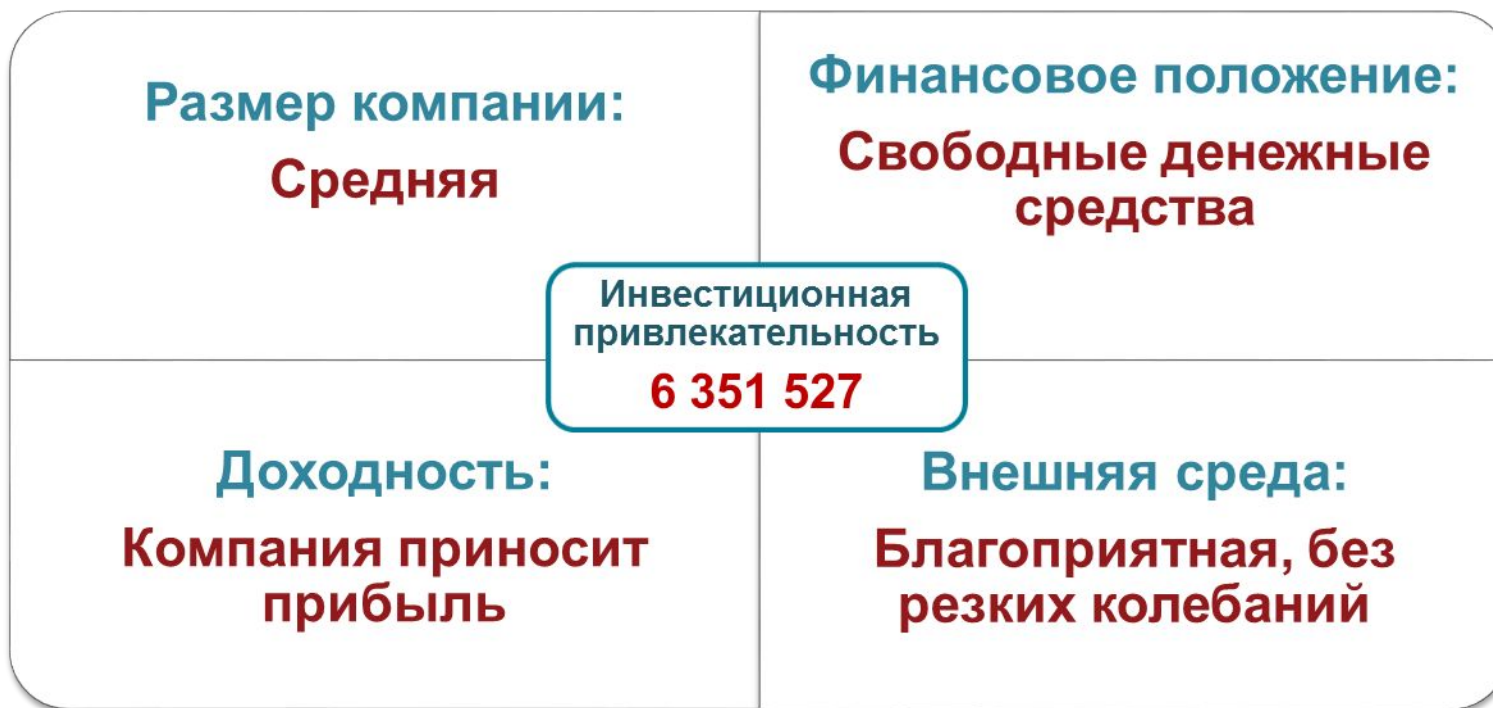 Размер компании:
Средняя
Финансовое положение:
Свободные денежные
средства
Инвестиционная
привлекательность
6 351 527
Доходность:
Компания приносит
прибыль
Внешняя среда:
Благоприятная, без
резких колебаний